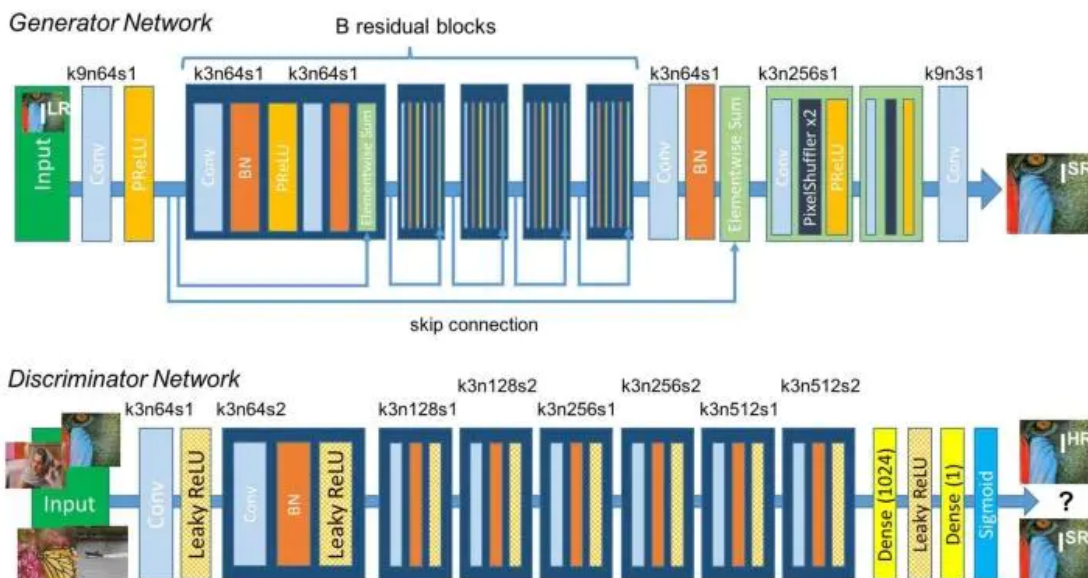 Generator Network
B residual blocks
k9n64s1
k3n64s1
k3n64s1
k3n64s1
k3n256s1
k9n3s1
I LR
Input
Conv
PReLU
Conv
BN
PReLU
Elementwise Sum
Conv
BN
Elementwise Sum
Conv
PixelShuffler x2
PReLU
Conv
I SR
skip connection
Discriminator Network
k3n128s2
k3n256s2
k3n512s2
k3n64s1
k3n64s2
k3n128s1
k3n256s1
k3n512s1
Input
Conv
Leaky ReLU
Conv
BN
Leaky ReLU
Dense (1024)
Leaky ReLU
Dense (1)
Sigmoid
I HR
?
I SR